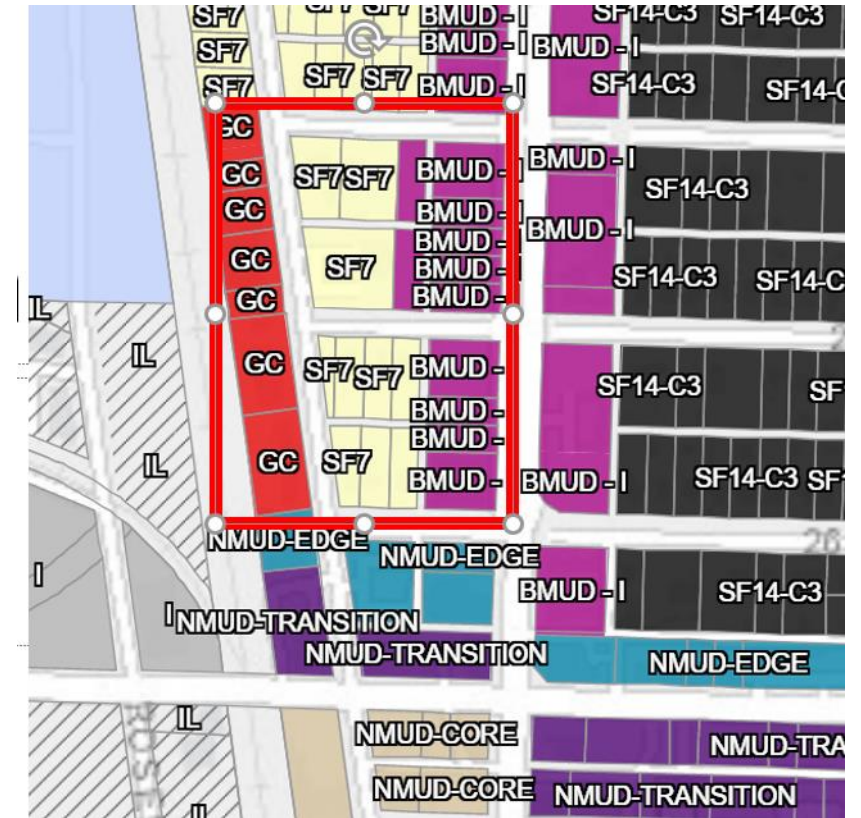 SF7 BMUD - I SF14-C3 SF14-C3
SF7 BMUD - I BMUD - I
SF7 SF7 SF7 BMUD - I SF14-C3 SF14-C
GC
GC SF7 SF7 BMUD - I BMUD - I SF14-C3
GC BMUD - BMUD - I
GC SF7 BMUD -
BMUD - I SF14-C3 SF14-C
GC BMUD -
IL
IL GC SF7 SF7 BMUD - SF14-C3 SF
BMUD -
BMUD -
IL GC SF7 BMUD - BMUD - I SF14-C3 SF1
NMUD-EDGE NMUD-EDGE 26
I BMUD - I SF14-C3
I NMUD-TRANSITION
NMUD-TRANSITION NMUD-EDGE
IL NMUD-CORE NMUD-TRA
ROSE
NMUD-CORE NMUD-TRANSITION
IL